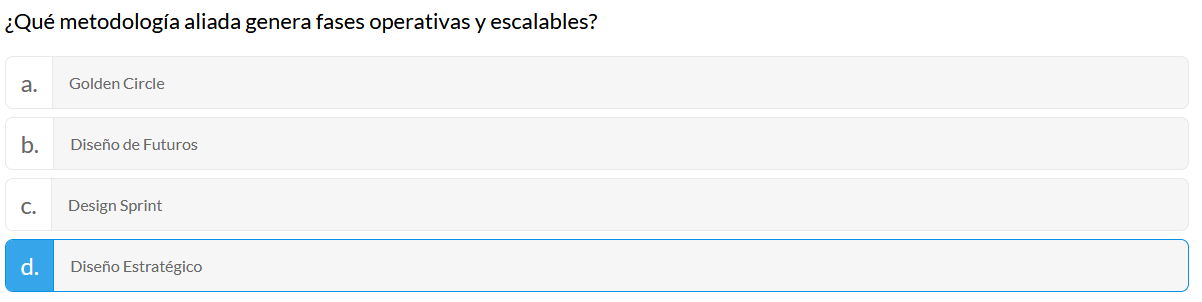 ¿Qué metodología aliada genera fases operativas y escalables?
a. Golden Circle
b. Diseño de Futuros
c. Design Sprint
d. Diseño Estratégico